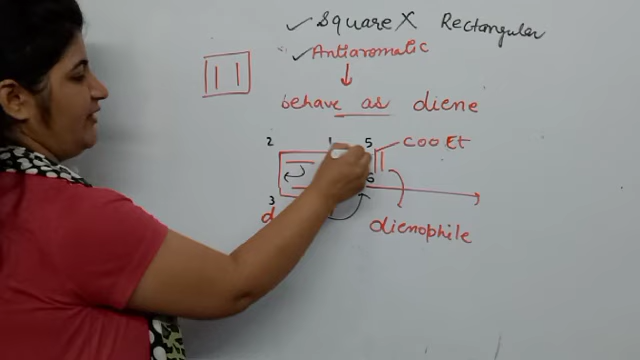 ✓ Square X Rectangular
✓ Antiaromatic
behave as diene
2 1 5 COOEt
6
3
d
dienophile